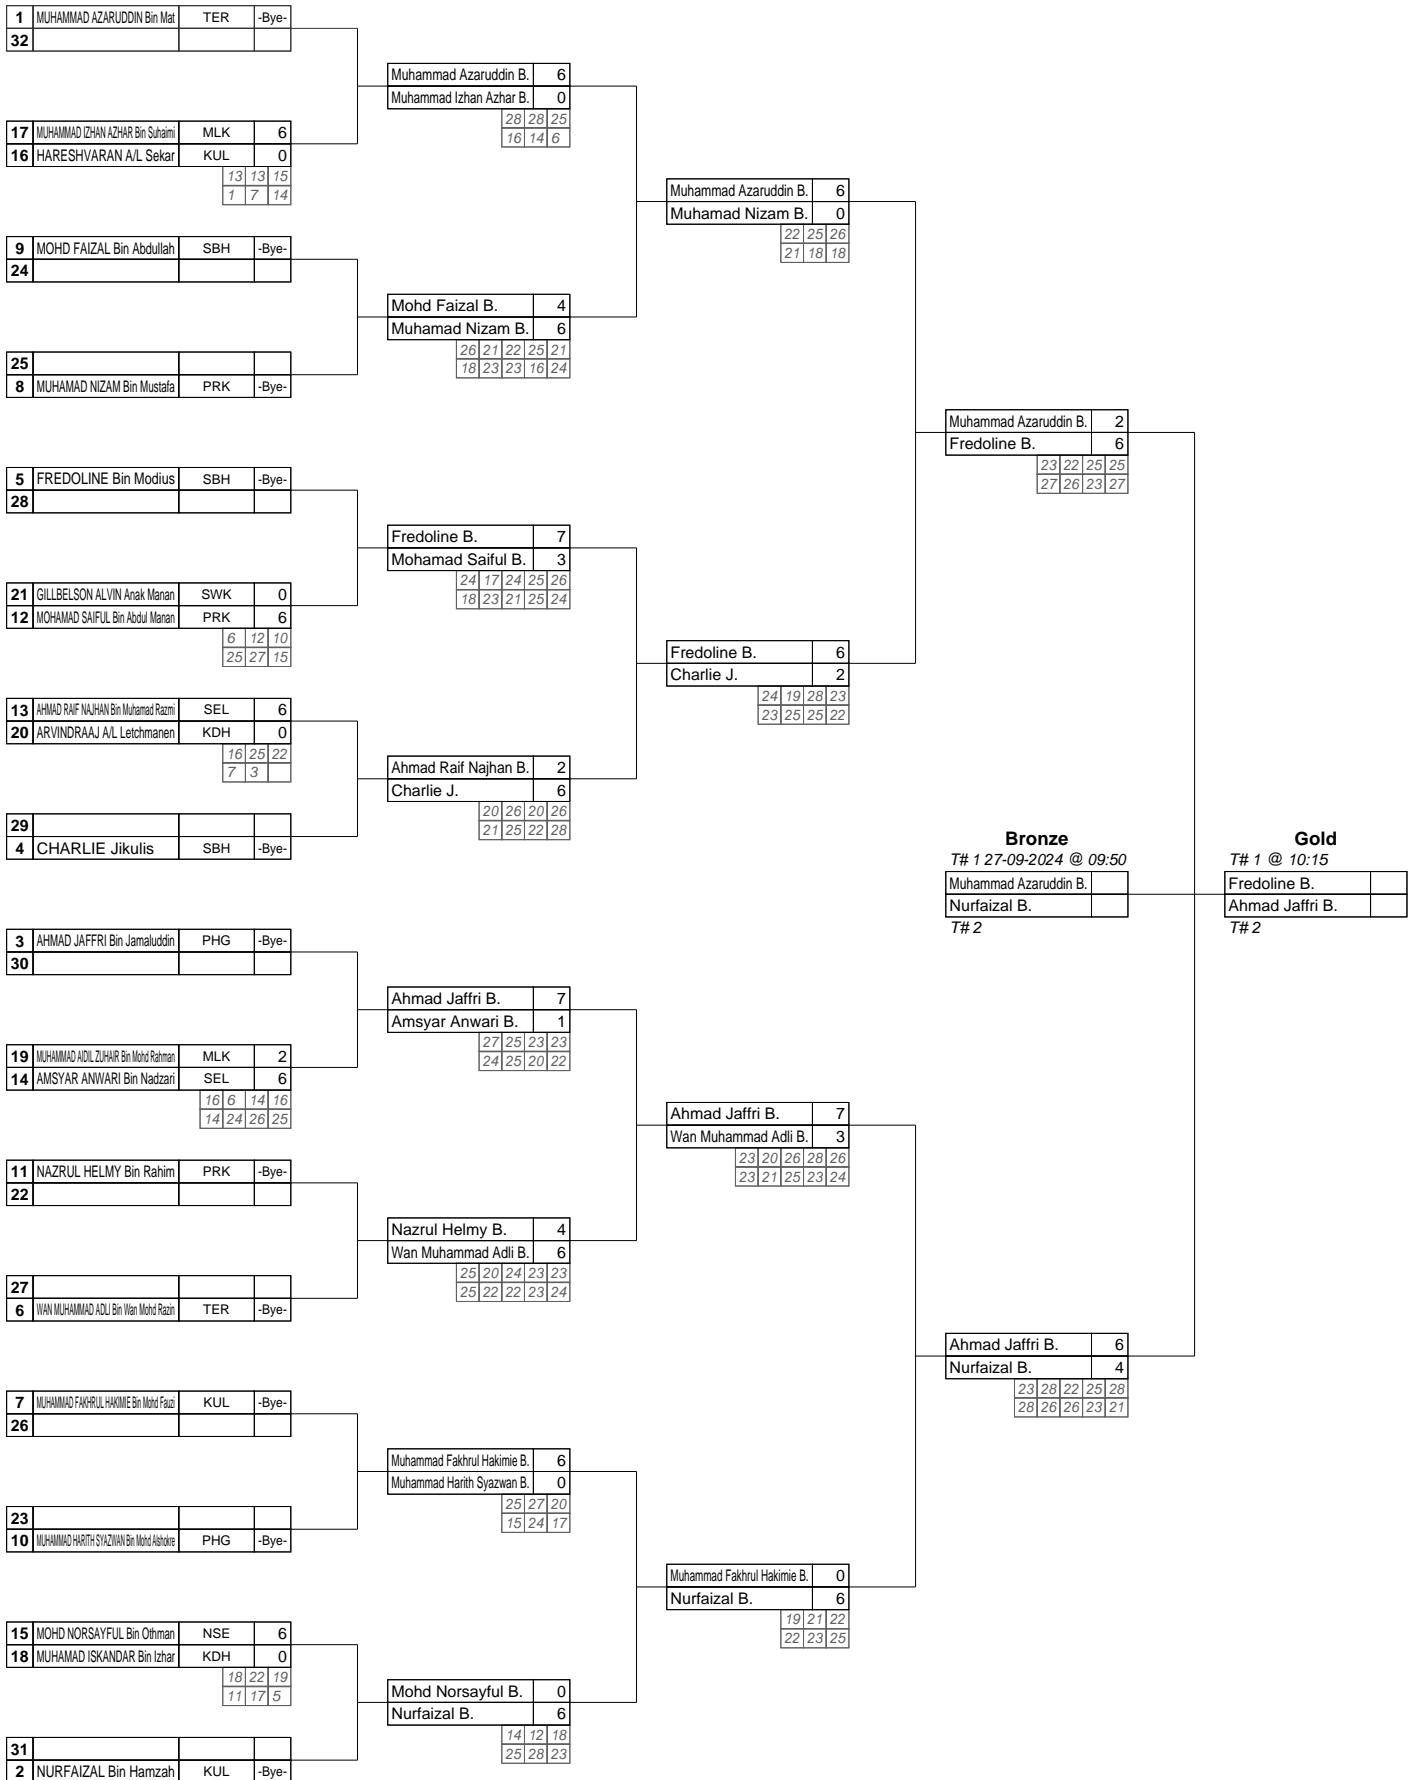 1 MUHAMMAD AZARUDDIN Bin Mat TER -Bye-
32
Muhammad Azaruddin B. 6
Muhammad Izhan Azhar B. 0
28 28 25
16 14 6
17 MUHAMMAD IZHAN AZHAR Bin Suhaimi MLK 6
16 HARESHVARAN A/L Sekar KUL 0
13 13 15
1 7 14
Muhammad Azaruddin B. 6
Muhamad Nizam B. 0
22 25 26
21 18 18
9 MOHD FAIZAL Bin Abdullah SBH -Bye-
24
Mohd Faizal B. 4
Muhamad Nizam B. 6
26 21 22 25 21
18 23 23 16 24
25
8 MUHAMAD NIZAM Bin Mustafa PRK -Bye-
Muhammad Azaruddin B. 2
Fredoline B. 6
23 22 25 25
27 26 23 27
5 FREDOLINE Bin Modius SBH -Bye-
28
Fredoline B. 7
Mohamad Saiful B. 3
24 17 24 25 26
18 23 21 25 24
21 GILLBELSON ALVIN Anak Manan SWK 0
12 MOHAMAD SAIFUL Bin Abdul Manan PRK 6
6 12 10
25 27 15
Fredoline B. 6
Charlie J. 2
24 19 28 23
23 25 25 22
13 AHMAD RAIF NAJHAN Bin Muhamad Razmi SEL 6
20 ARVINDRAAJ A/L Letchmanen KDH 0
16 25 22
7 3
Ahmad Raif Najhan B. 2
Charlie J. 6
20 26 20 26
21 25 22 28
29
4 CHARLIE Jikulis SBH -Bye-
Bronze
T# 1 27-09-2024 @ 09:50
Muhammad Azaruddin B.
Nurfaizal B.
T# 2
Gold
T# 1 @ 10:15
Fredoline B.
Ahmad Jaffri B.
T# 2
3 AHMAD JAFFRI Bin Jamaluddin PHG -Bye-
30
Ahmad Jaffri B. 7
Amsyar Anwari B. 1
27 25 23 23
24 25 20 22
19 MUHAMMAD AIDIL ZUHAIR Bin Mohd Rahman MLK 2
14 AMSYAR ANWARI Bin Nadzari SEL 6
16 6 14 16
14 24 26 25
Ahmad Jaffri B. 7
Wan Muhammad Adli B. 3
23 20 26 28 26
23 21 25 23 24
11 NAZRUL HELMY Bin Rahim PRK -Bye-
22
Nazrul Helmy B. 4
Wan Muhammad Adli B. 6
25 20 24 23 23
25 22 22 23 24
27
6 WAN MUHAMMAD ADLI Bin Wan Mohd Razin TER -Bye-
Ahmad Jaffri B. 6
Nurfaizal B. 4
23 28 22 25 28
28 26 26 23 21
7 MUHAMMAD FAKHRUL HAKIMIE Bin Mohd Fauzi KUL -Bye-
26
Muhammad Fakhrul Hakimie B. 6
Muhammad Harith Syazwan B. 0
25 27 20
15 24 17
23
10 MUHAMMAD HARITH SYAZWAN Bin Mohd Alshokre PHG -Bye-
Muhammad Fakhrul Hakimie B. 0
Nurfaizal B. 6
19 21 22
22 23 25
15 MOHD NORSAYFUL Bin Othman NSE 6
18 MUHAMAD ISKANDAR Bin Izhar KDH 0
18 22 19
11 17 5
Mohd Norsayful B. 0
Nurfaizal B. 6
14 12 18
25 28 23
31
2 NURFAIZAL Bin Hamzah KUL -Bye-